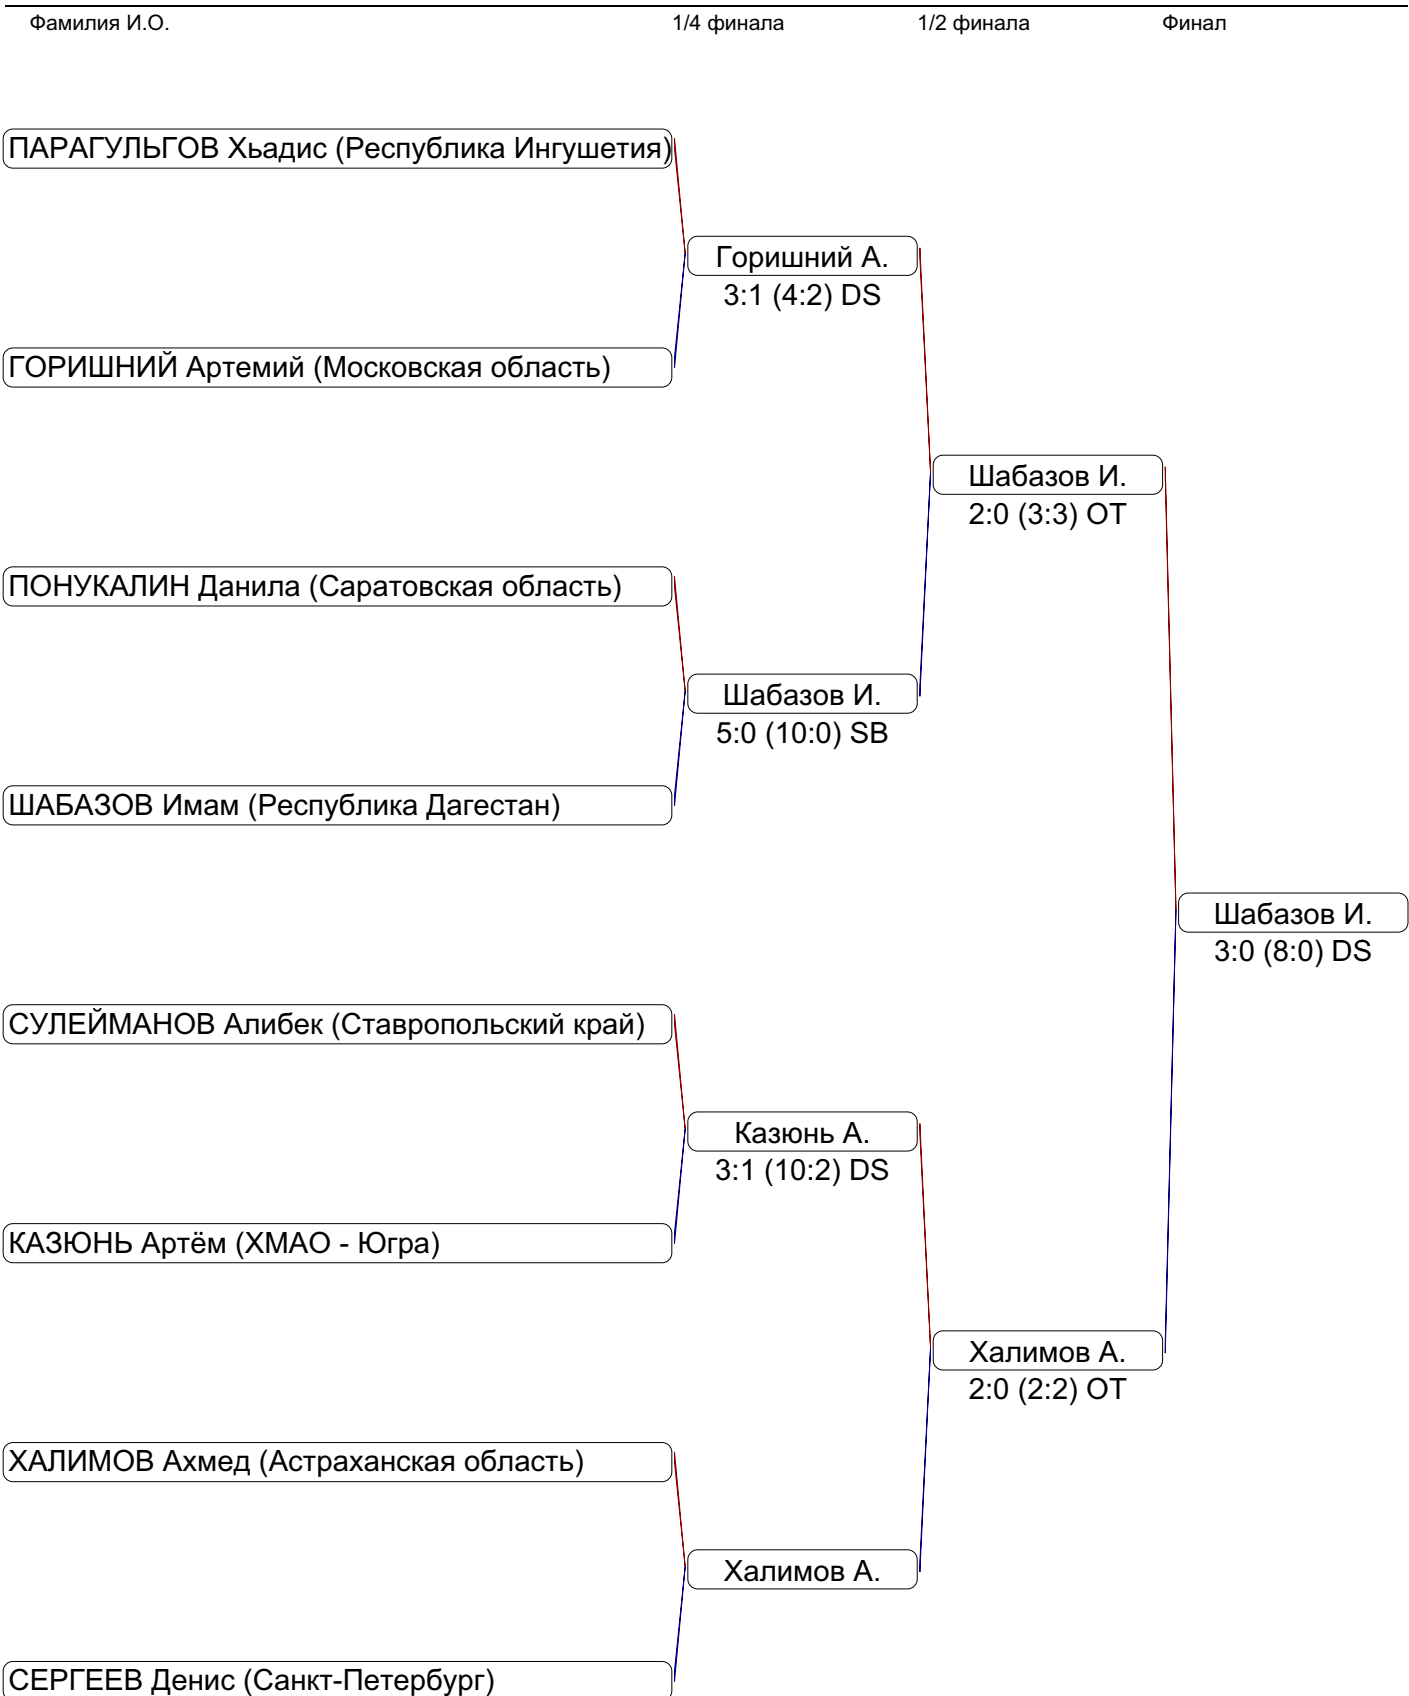 Фамилия И.О. 1/4 финала 1/2 финала Финал
ПАРАГУЛЬГОВ Хьадис (Республика Ингушетия)
Горишний А.
3:1 (4:2) DS
ГОРИШНИЙ Артемий (Московская область)
Шабазов И.
2:0 (3:3) OT
ПОНУКАЛИН Данила (Саратовская область)
Шабазов И.
5:0 (10:0) SB
ШАБАЗОВ Имам (Республика Дагестан)
Шабазов И.
3:0 (8:0) DS
СУЛЕЙМАНОВ Алибек (Ставропольский край)
Казюнь А.
3:1 (10:2) DS
КАЗЮНЬ Артём (ХМАО - Югра)
Халимов А.
2:0 (2:2) OT
ХАЛИМОВ Ахмед (Астраханская область)
Халимов А.
СЕРГЕЕВ Денис (Санкт-Петербург)